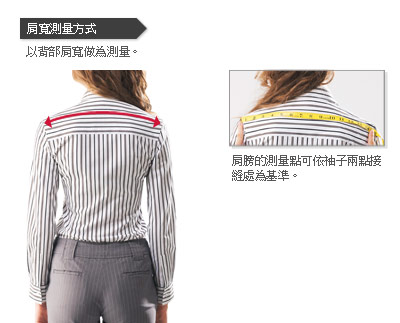 肩寬測量方式
以背部肩寬做為測量。
肩膀的測量點可依袖子兩點接
縫處為基準。